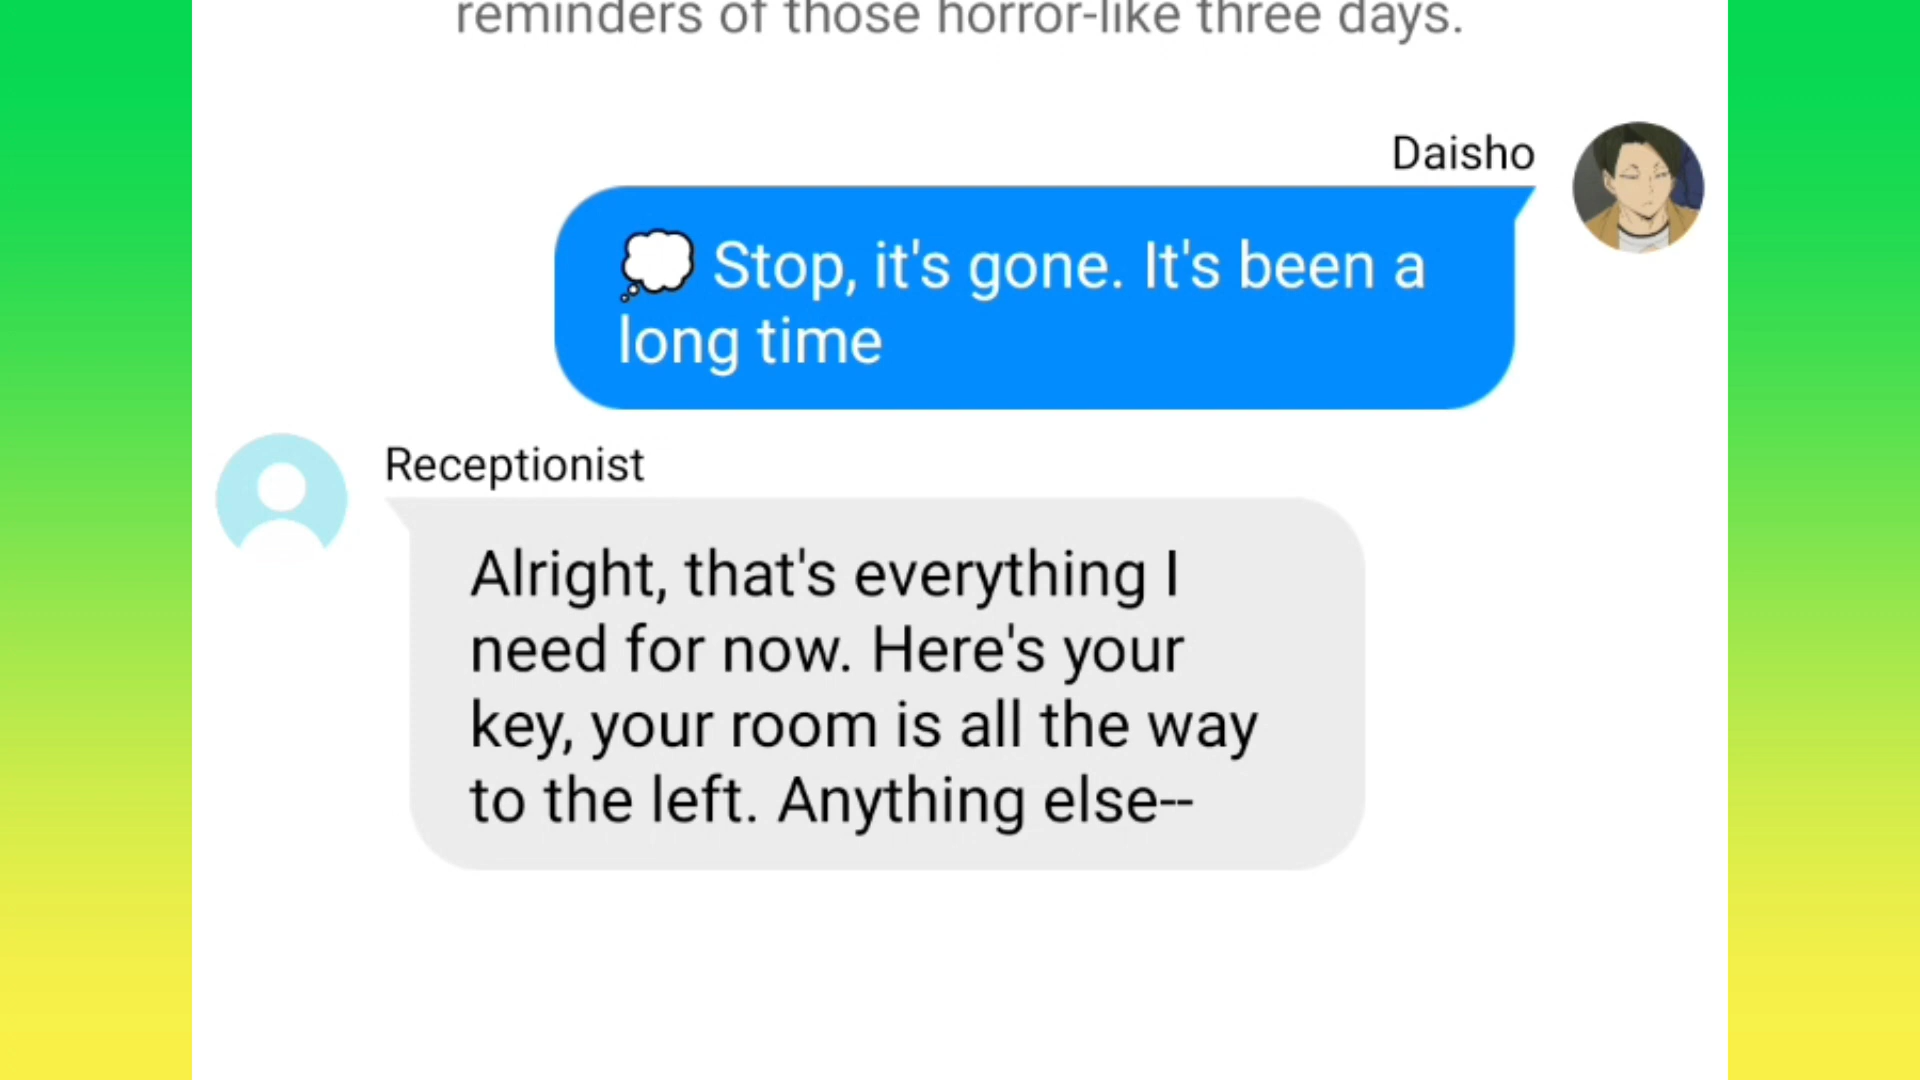 reminders of those horror-like three days.
Daisho
💭 Stop, it's gone. It's been a
long time
Receptionist
Alright, that's everything I
need for now. Here's your
key, your room is all the way
to the left. Anything else--